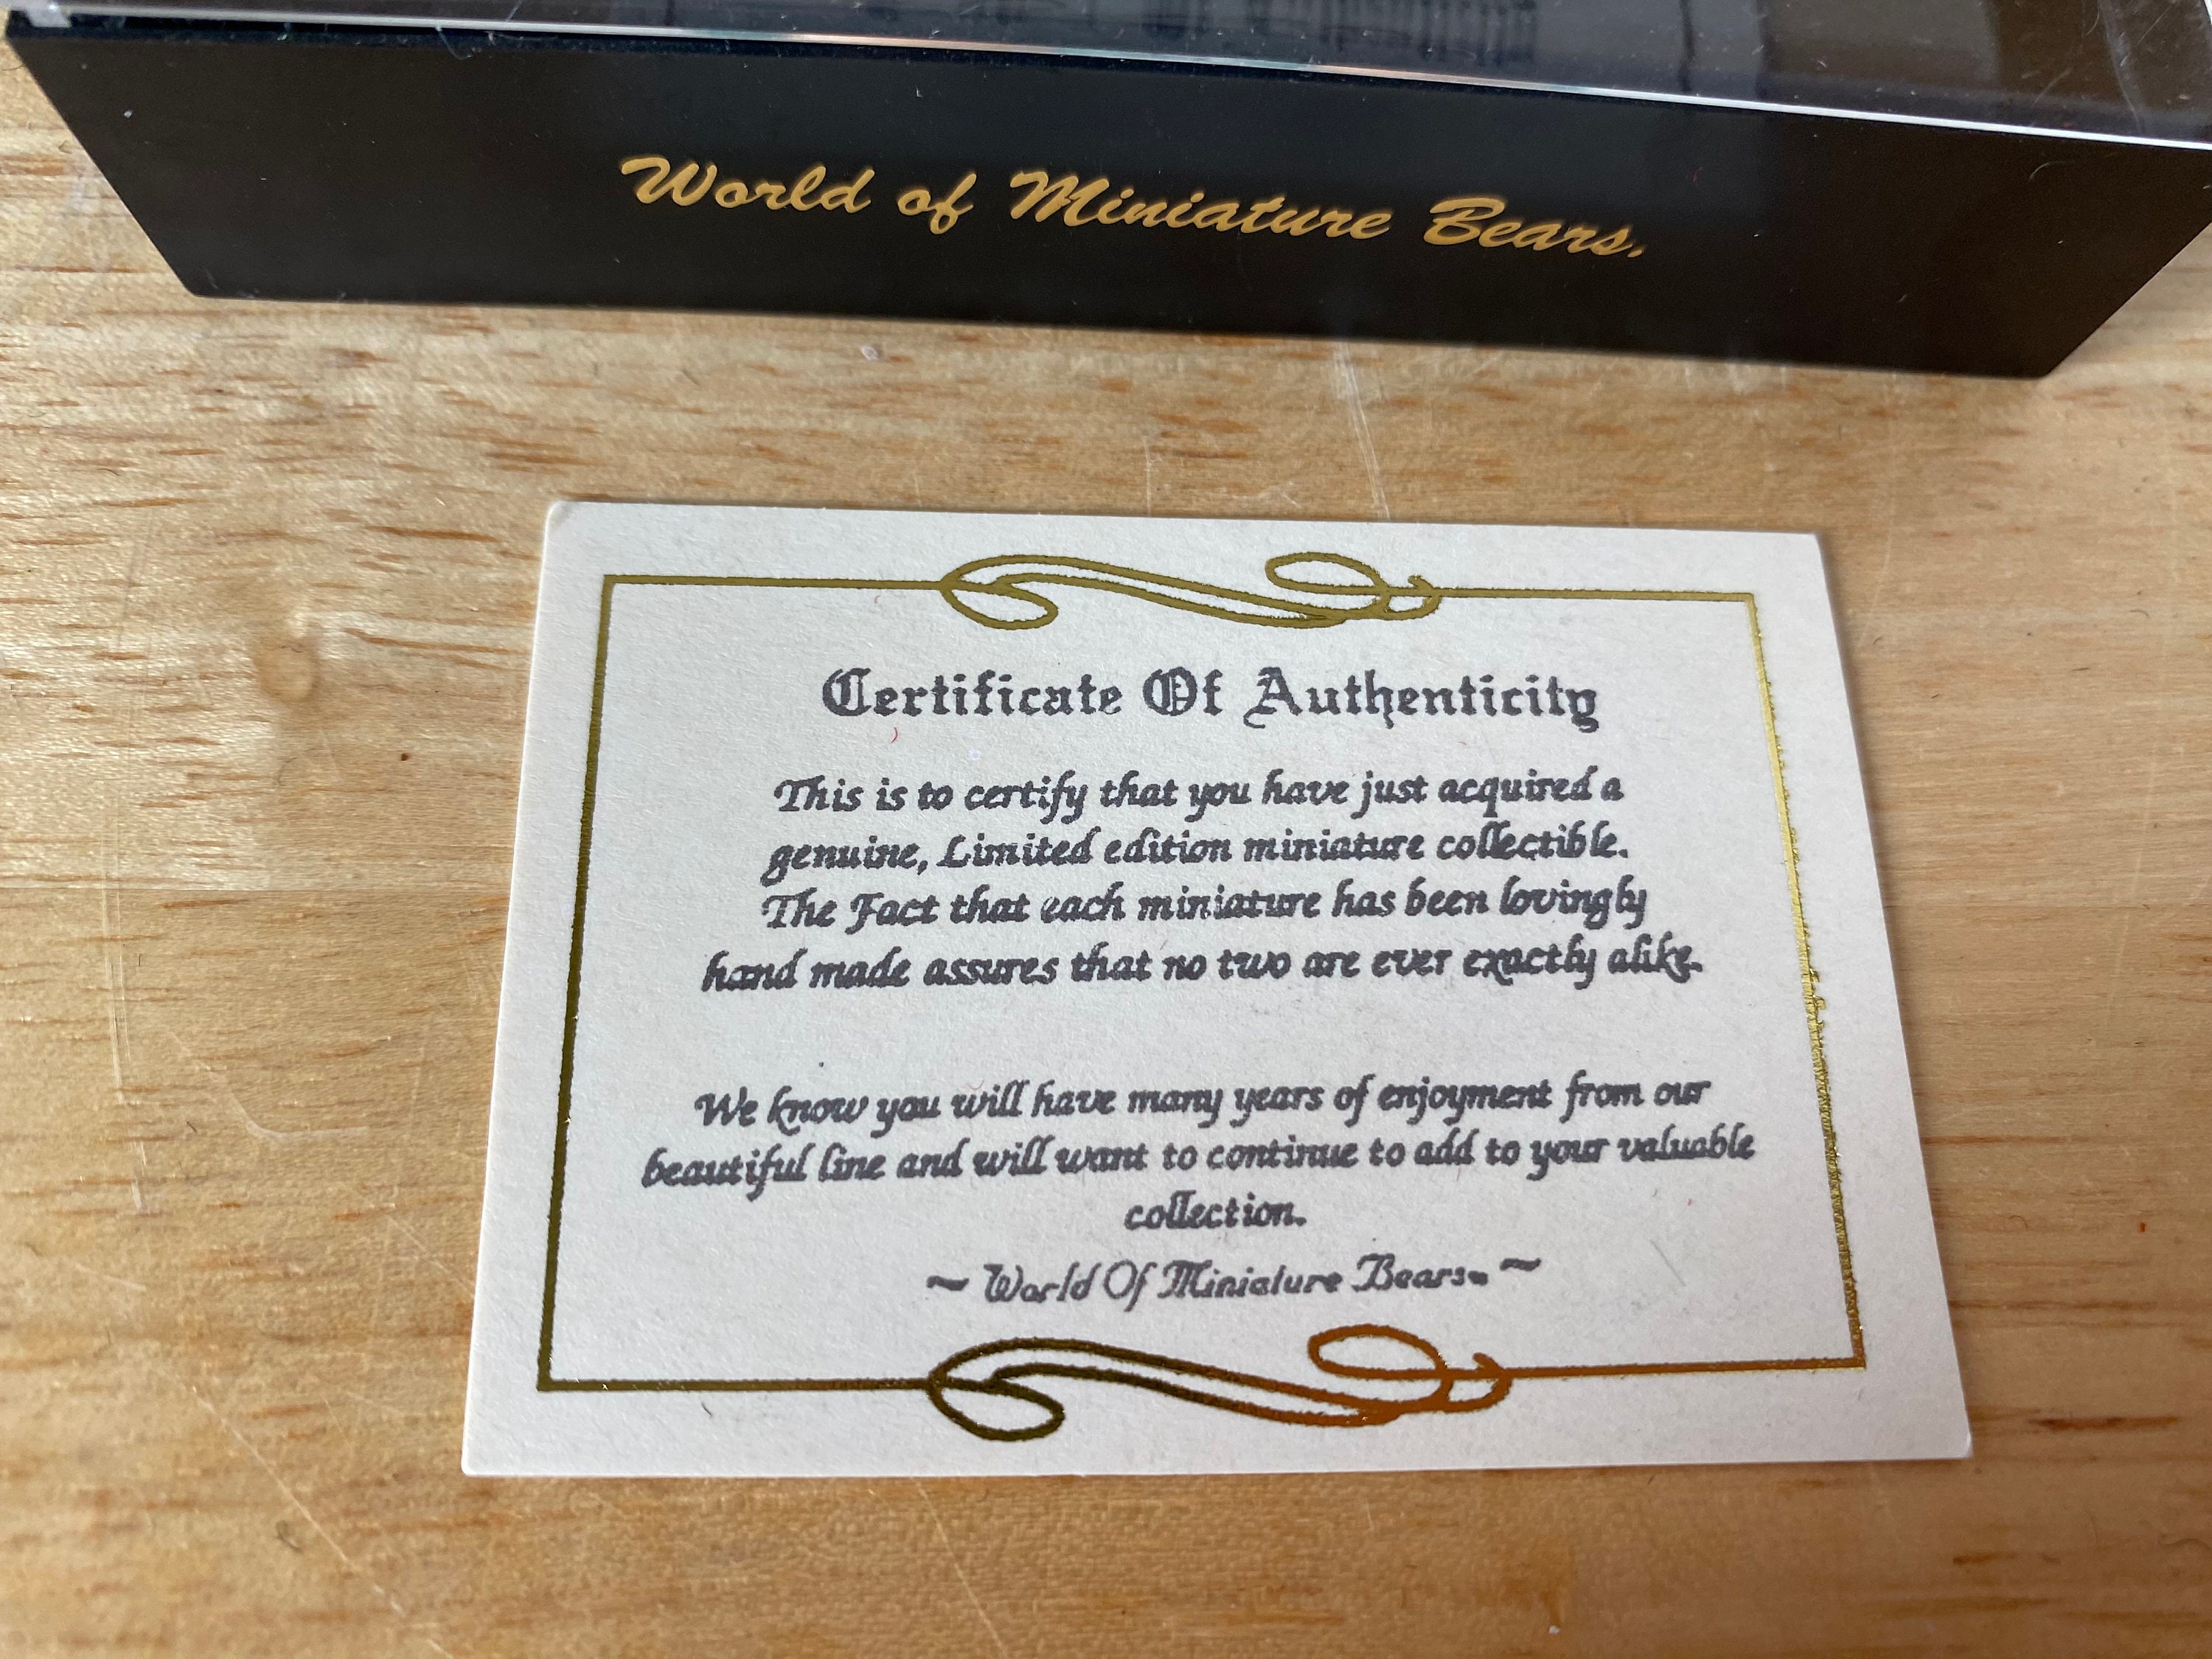 World of Miniature Bears.
Certificate Of Authenticity
This is to certify that you have just acquired a
genuine, Limited edition miniature collectible.
The Fact that each miniature has been lovingly
hand made assures that no two are ever exactly alike.
We know you will have many years of enjoyment from our
beautiful line and will want to continue to add to your valuable
collection.
~ World Of Miniature Bears™ ~